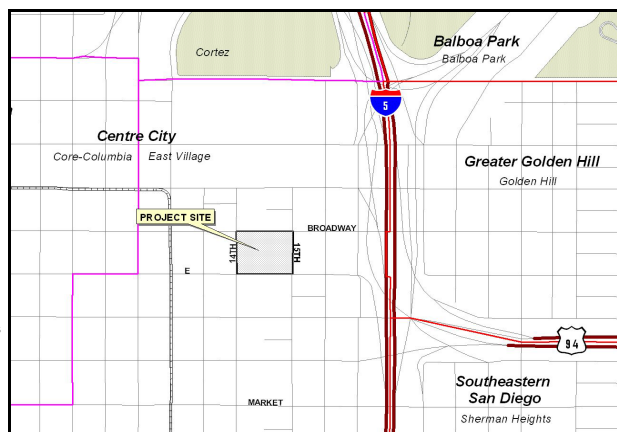 Balboa Park
Balboa Park
Cortez
5
Centre City
Core-Columbia East Village
Greater Golden Hill
Golden Hill
PROJECT SITE
BROADWAY
14TH
15TH
E
94
Southeastern
San Diego
Sherman Heights
MARKET